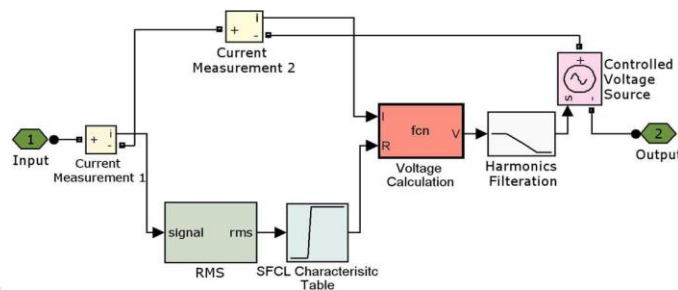 + i
-
Current
Measurement 2
1
Input
+ i
-
Current
Measurement 1
signal rms
RMS
SFCL Characterisitc
Table
I
R
fcn
V
Voltage
Calculation
Harmonics
Filteration
+
s
-
Controlled
Voltage
Source
2
Output